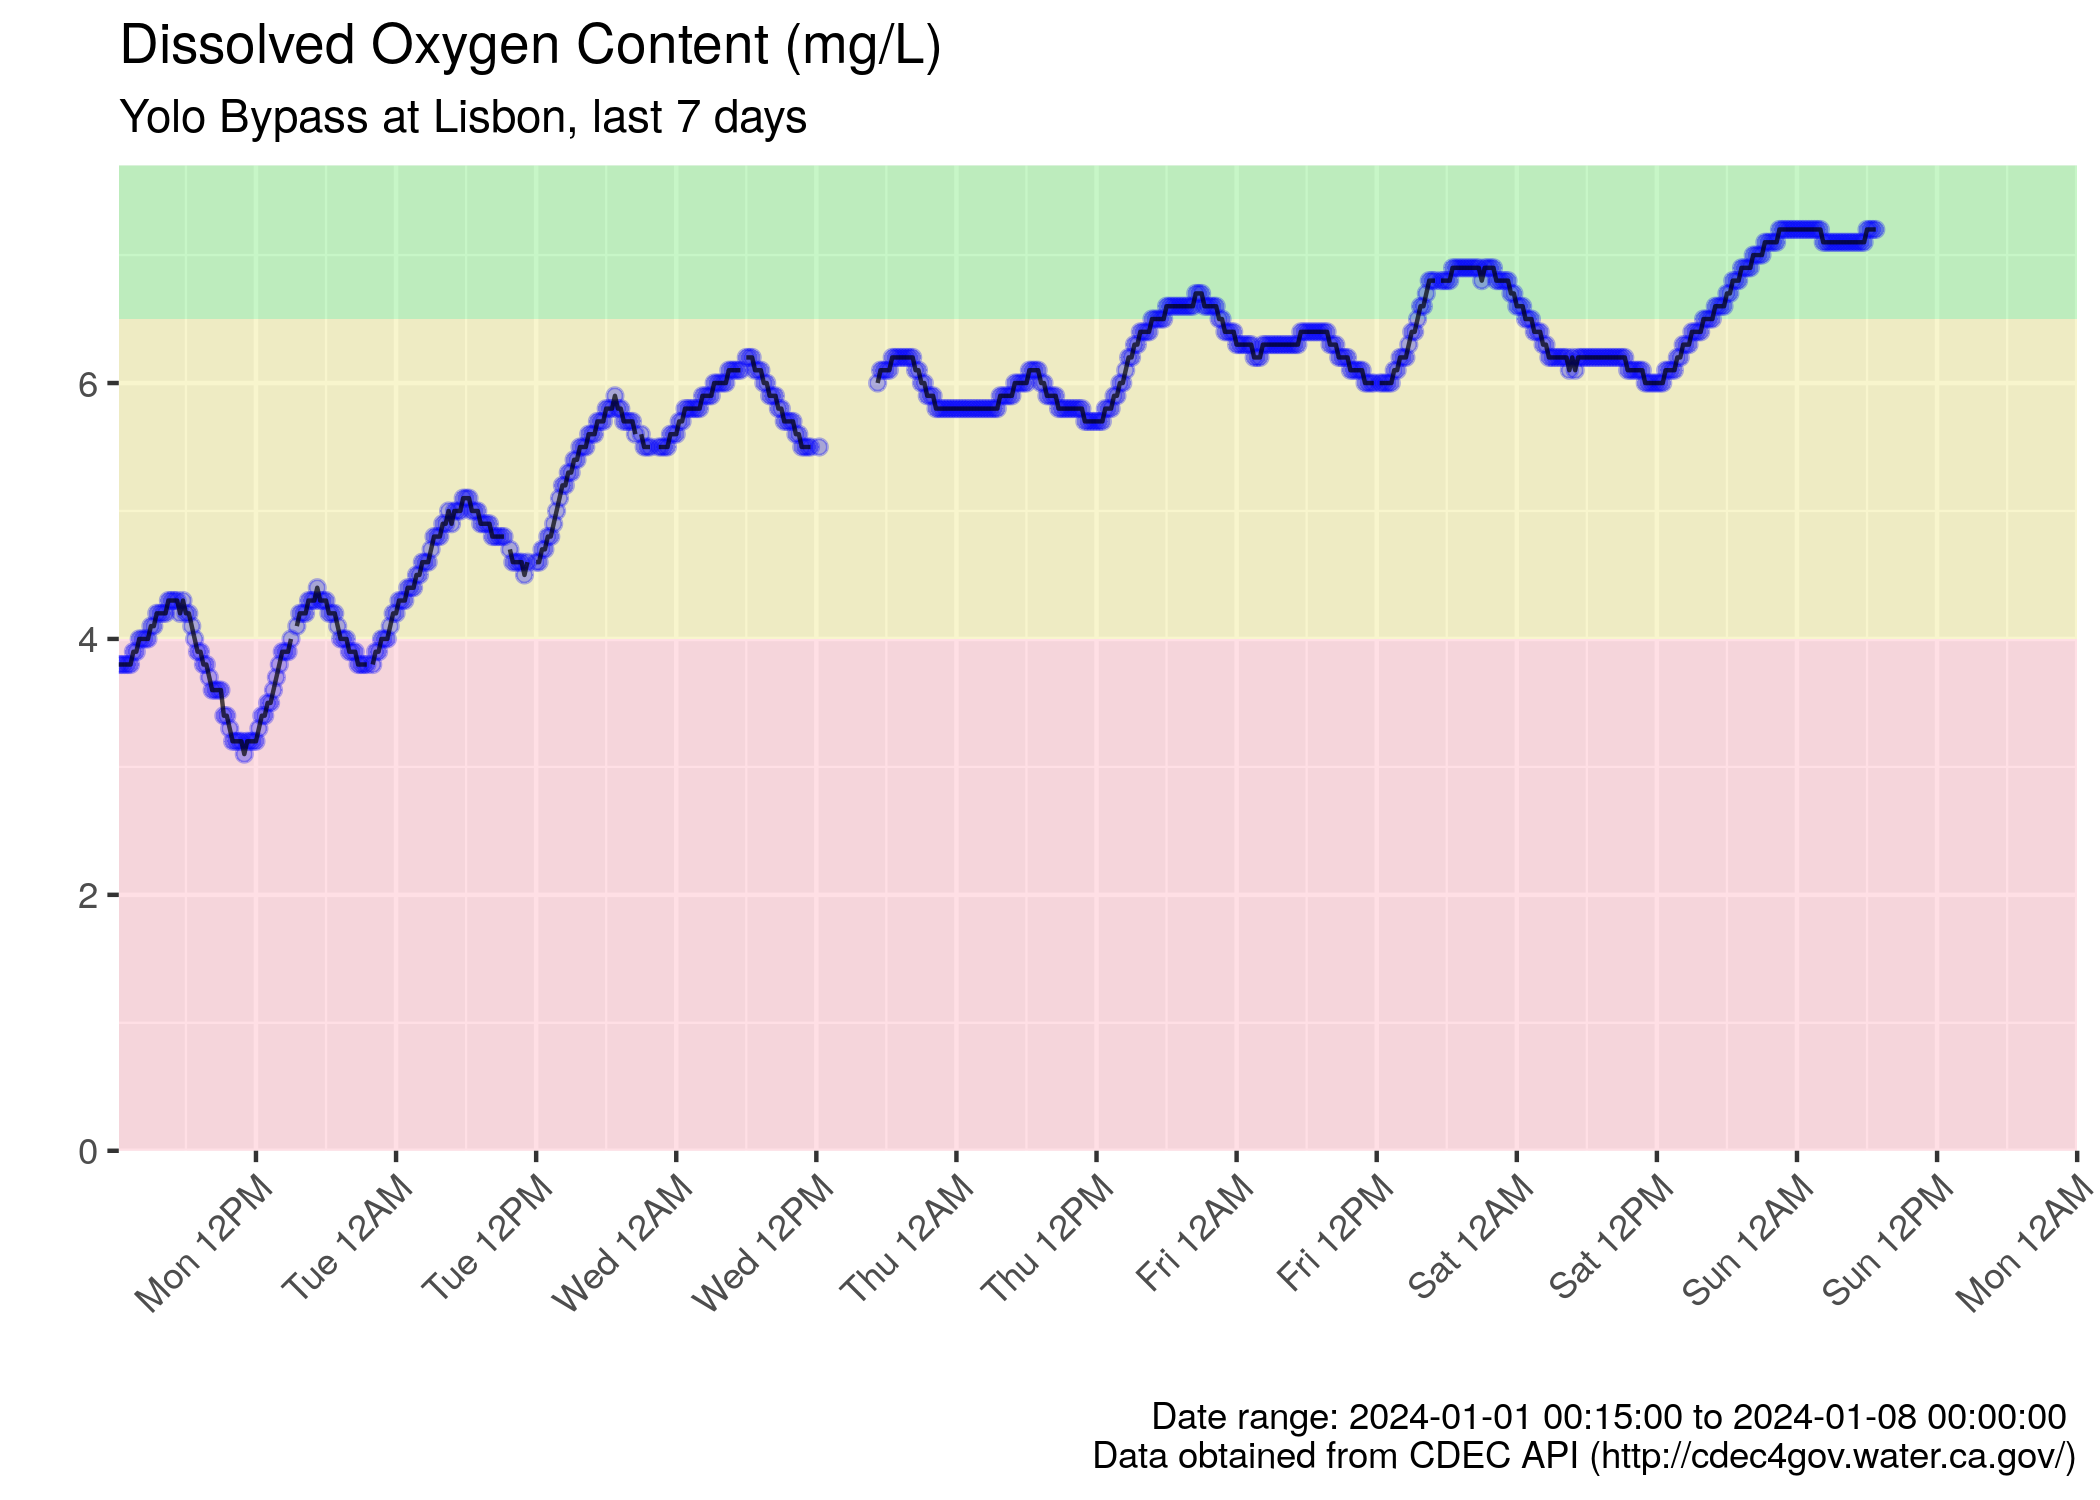 Dissolved Oxygen Content (mg/L)
Yolo Bypass at Lisbon, last 7 days
6
4
2
0
Mon 12PM
Tue 12AM
Tue 12PM
Wed 12AM
Wed 12PM
Thu 12AM
Thu 12PM
Fri 12AM
Fri 12PM
Sat 12AM
Sat 12PM
Sun 12AM
Sun 12PM
Mon 12AM
Date range: 2024-01-01 00:15:00 to 2024-01-08 00:00:00
Data obtained from CDEC API (http://cdec4gov.water.ca.gov/)